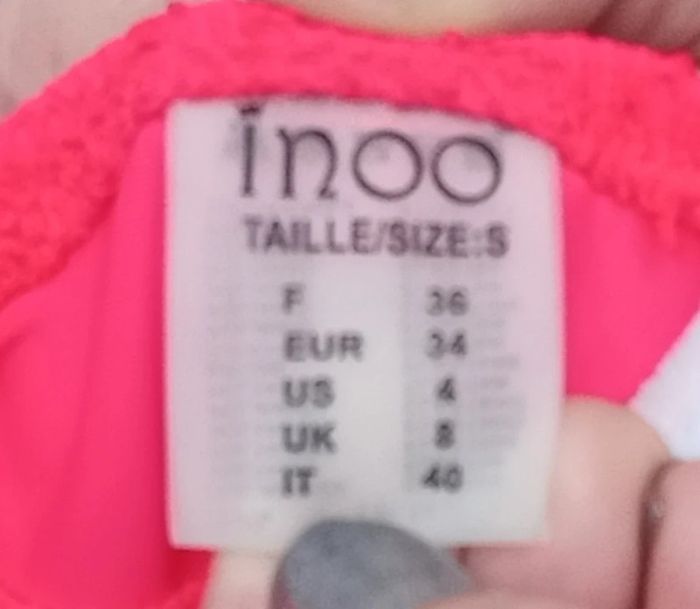 inoo
TAILLE/SIZE:S
F 36
EUR 34
US 4
UK 8
IT 40